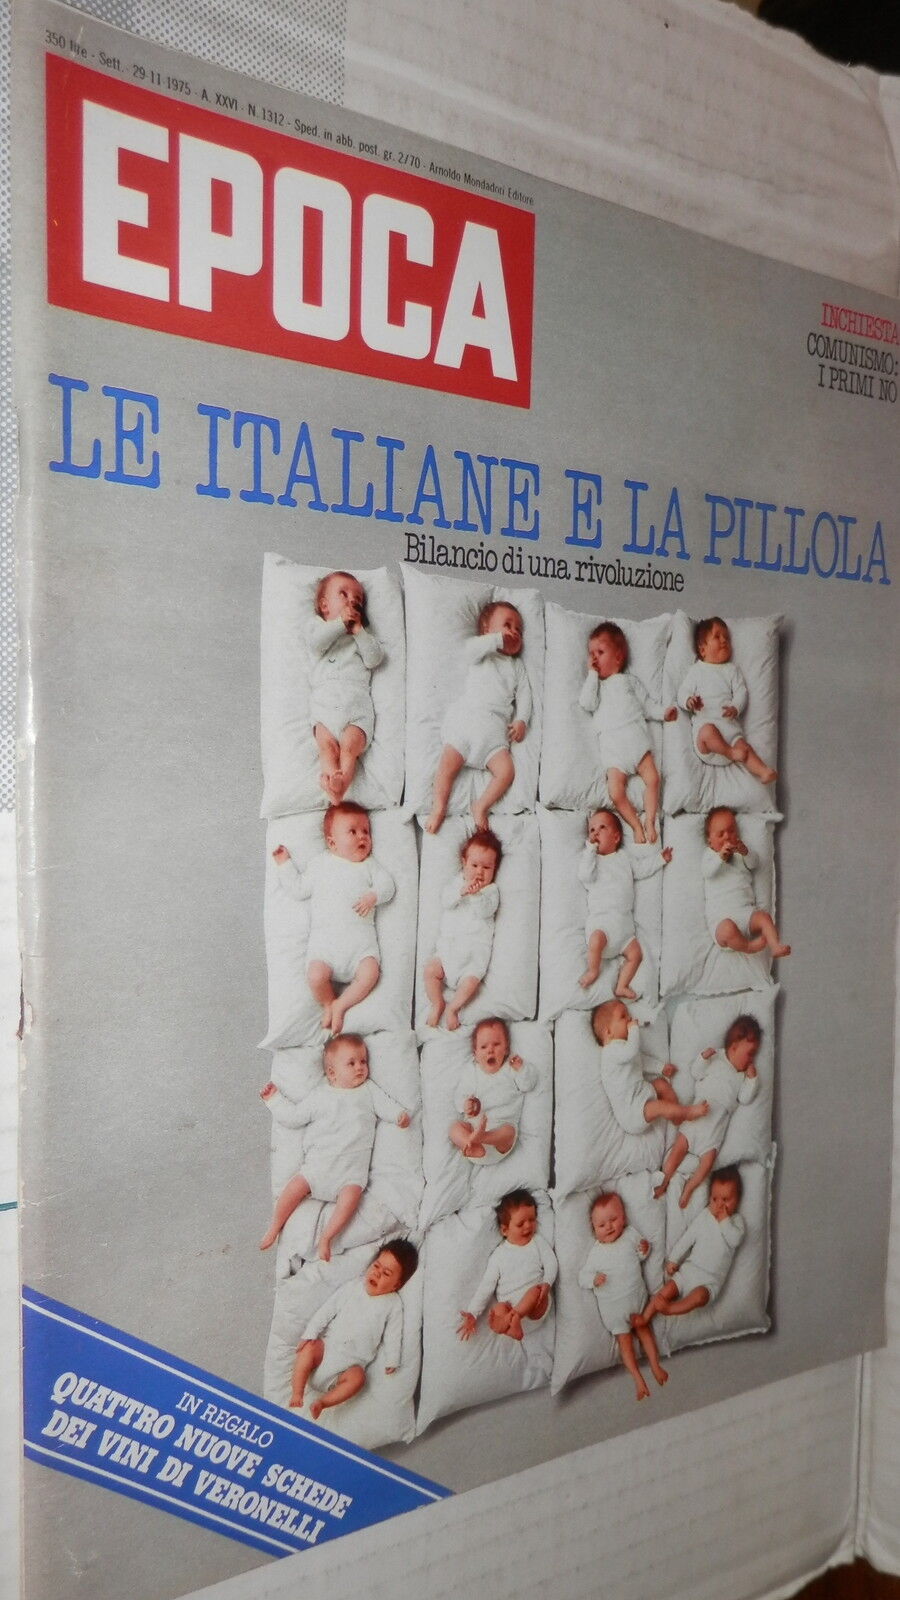 350 lire - Sett. - 29-11-1975 - A. XXVI - N. 1312 - Sped. in abb. post. gr. 2/70 - Arnoldo Mondadori Editore
EPOCA
INCHIESTA
COMUNISMO:
I PRIMI NO
LE ITALIANE E LA PILLOLA
Bilancio di una rivoluzione
IN REGALO
QUATTRO NUOVE SCHEDE
DEI VINI DI VERONELLI